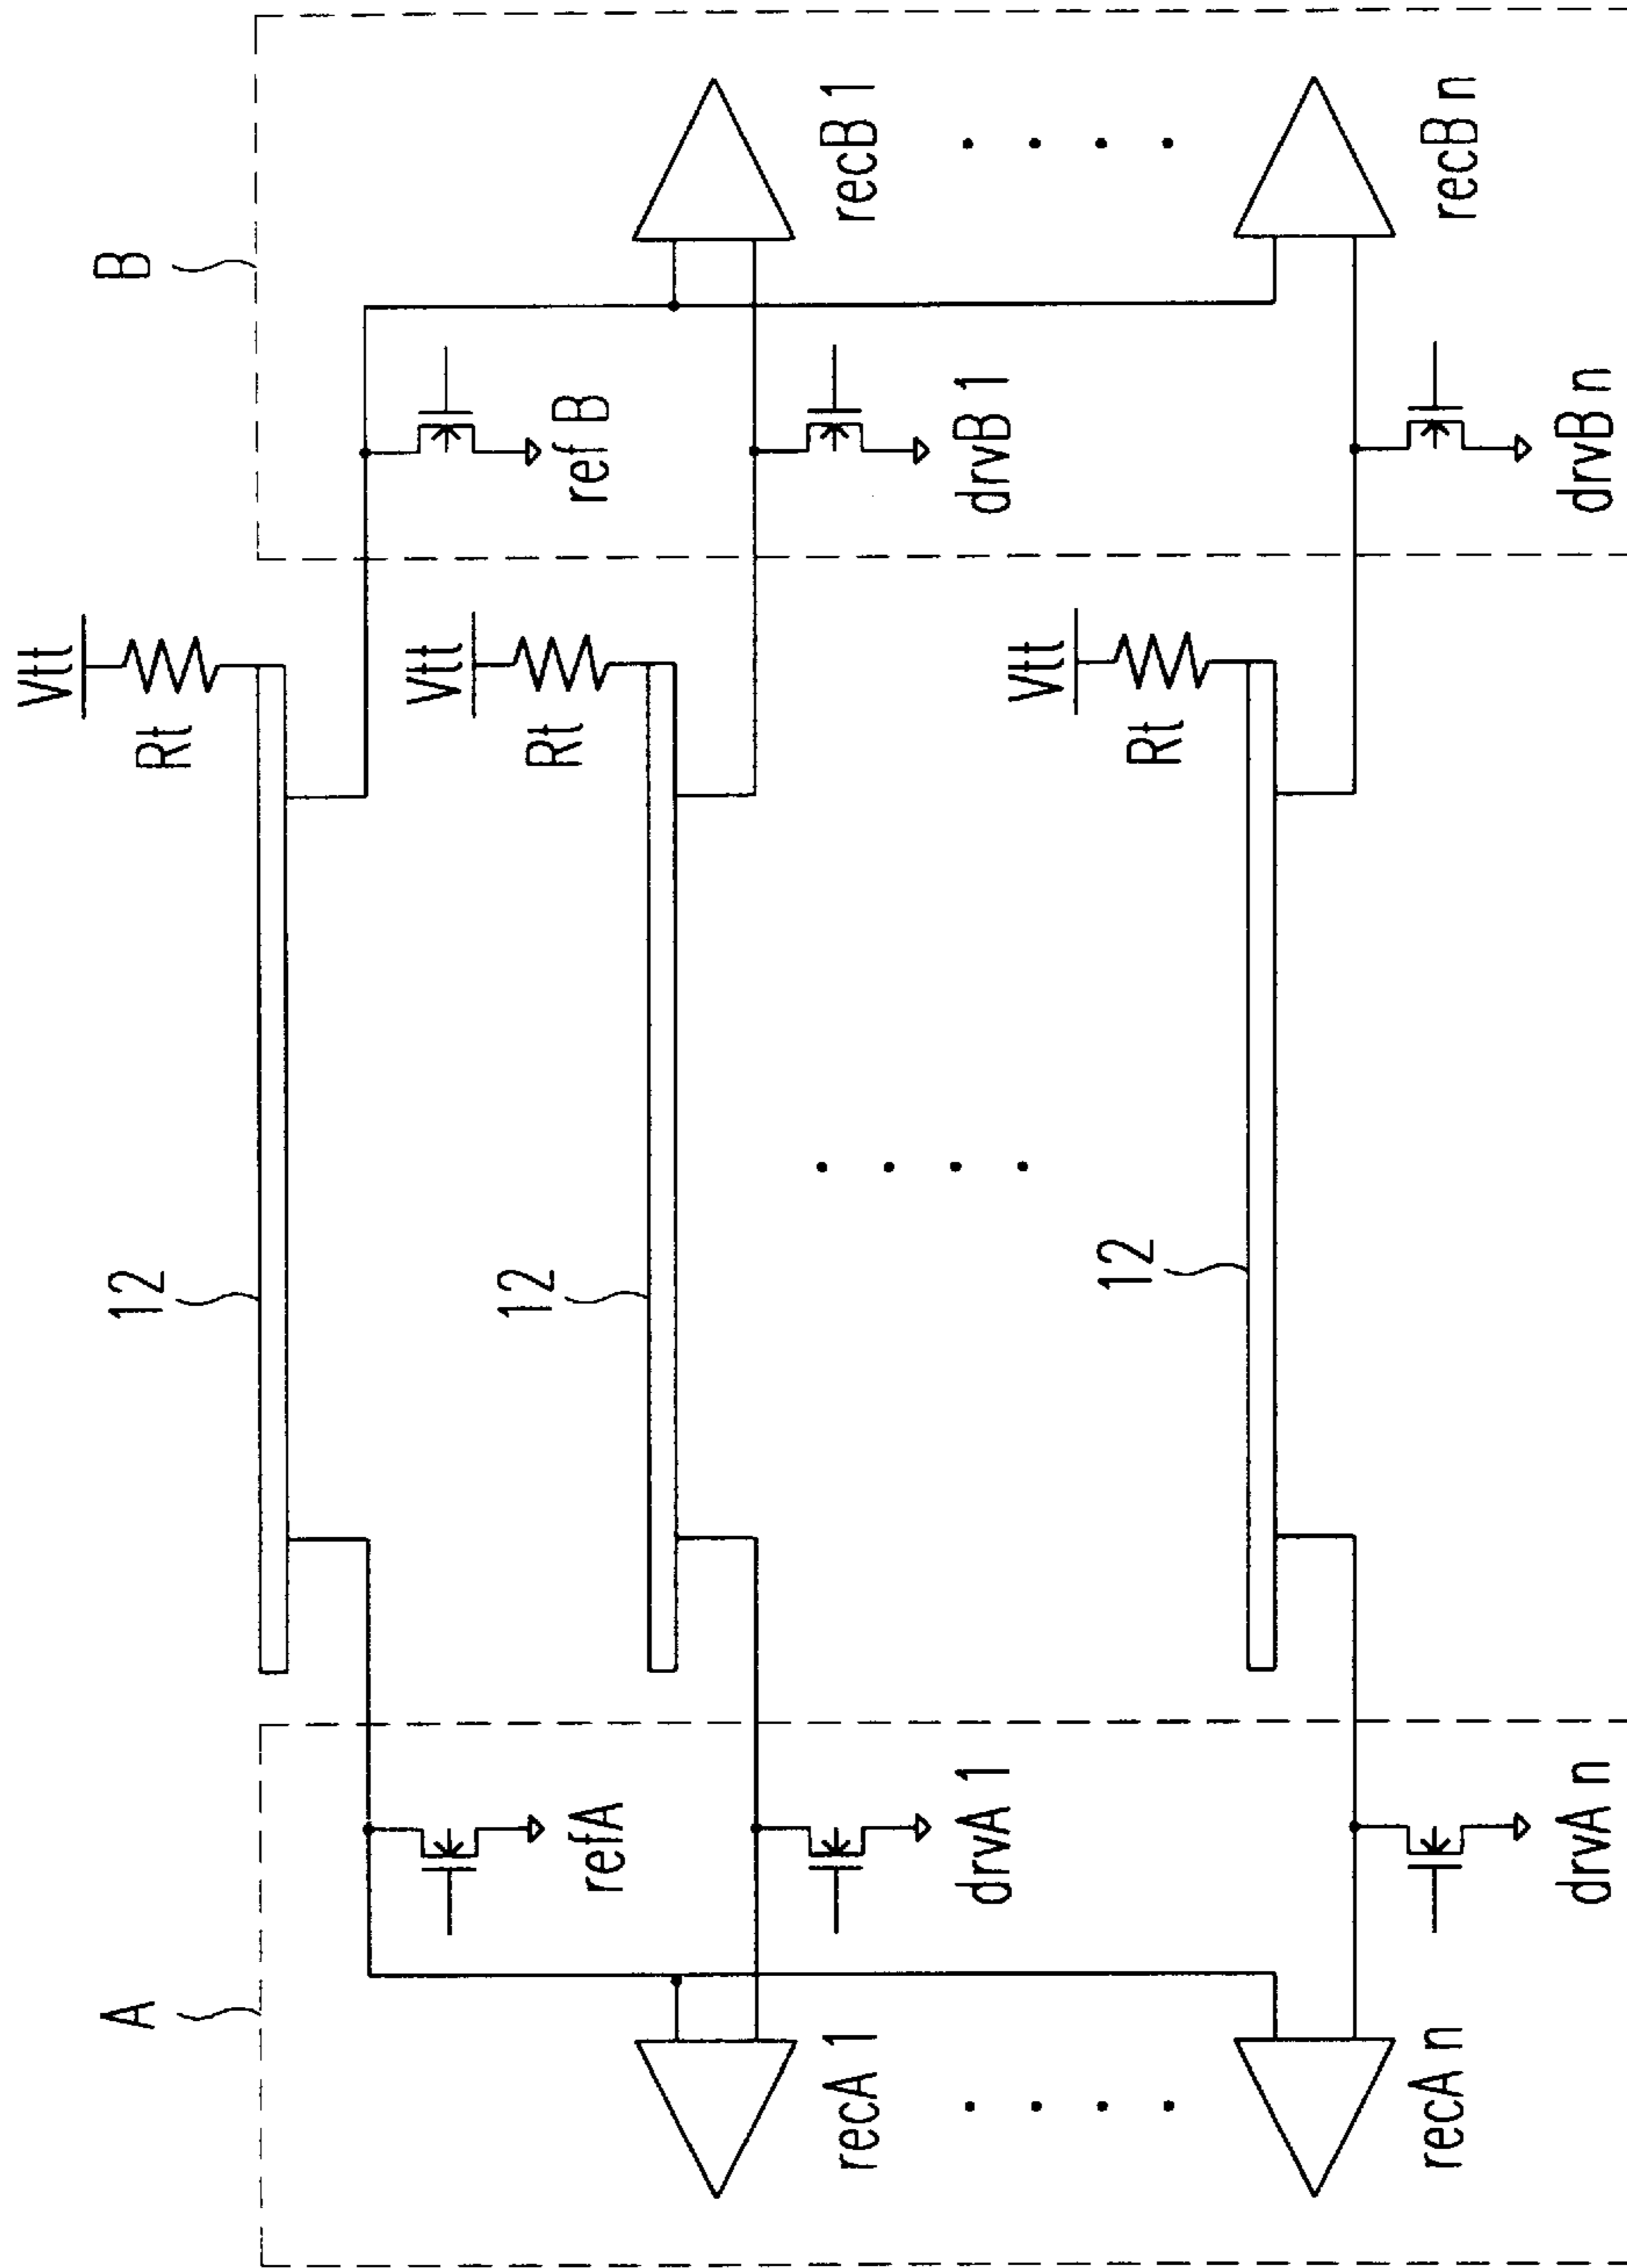 A
B
12
Rt
Vtt
refA
ref B
12
Rt
Vtt
recA 1
drvA 1
drvB 1
recB 1
12
Rt
Vtt
recA n
drvA n
drvB n
recB n